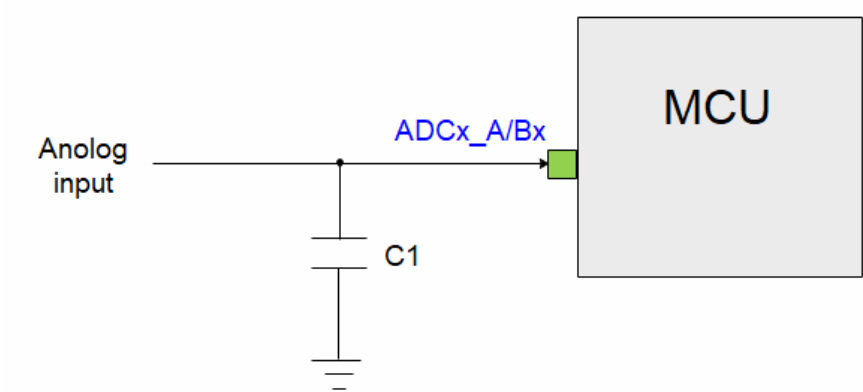 MCU
ADCx_A/Bx
Anolog
input
C1